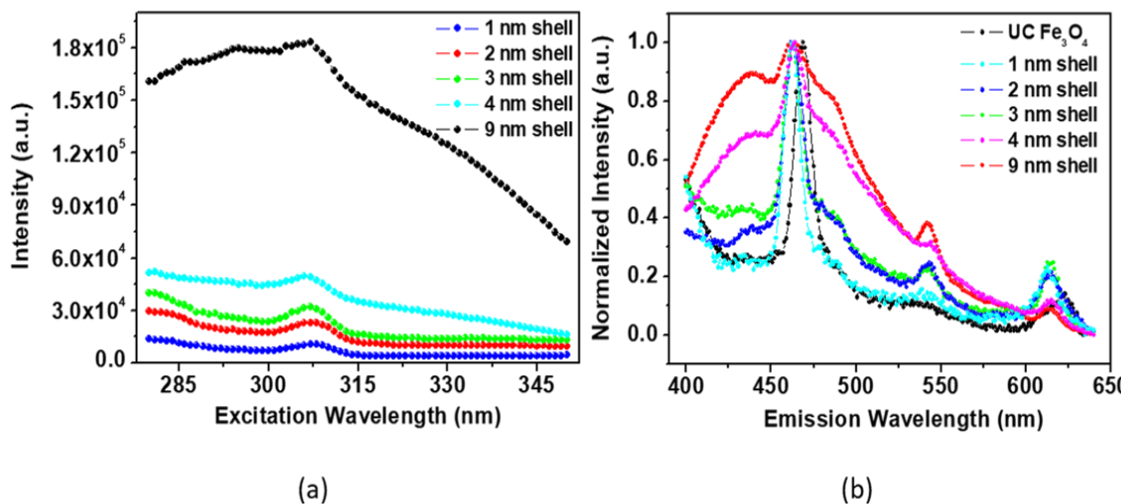 1.8x10⁵
1.5x10⁵
1.2x10⁵
9.0x10⁴
6.0x10⁴
3.0x10⁴
0.0
Intensity (a.u.)
285 300 315 330 345
Excitation Wavelength (nm)
1 nm shell
2 nm shell
3 nm shell
4 nm shell
9 nm shell
(a)
1.0
0.8
0.6
0.4
0.2
0.0
Normalized Intensity (a.u.)
400 450 500 550 600 650
Emission Wavelength (nm)
UC Fe₃O₄
1 nm shell
2 nm shell
3 nm shell
4 nm shell
9 nm shell
(b)